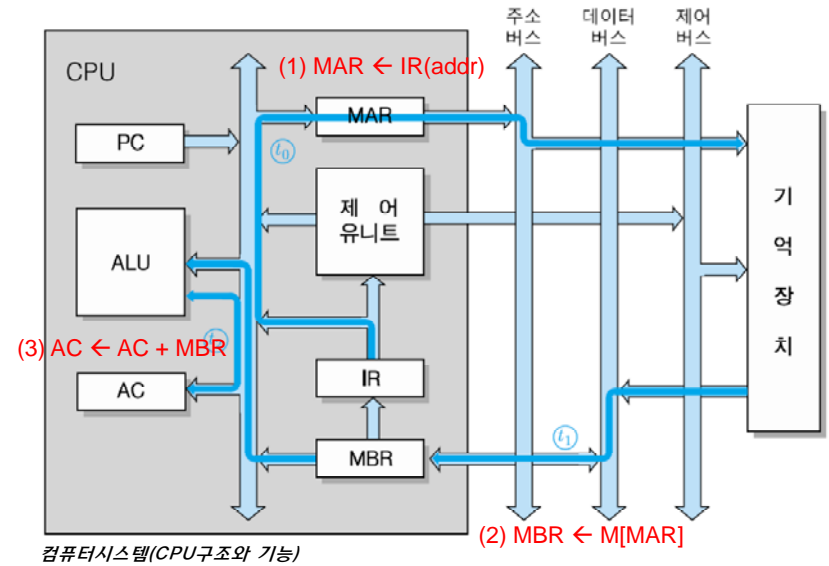 주소
버스
데이터
버스
제어
버스
CPU
(1) MAR ← IR(addr)
MAR
PC
t₀
제 어
유니트
기
억
장
치
ALU
(3) AC ← AC + MBR
IR
AC
MBR
t₁
(2) MBR ← M[MAR]
컴퓨터시스템(CPU구조와 기능)